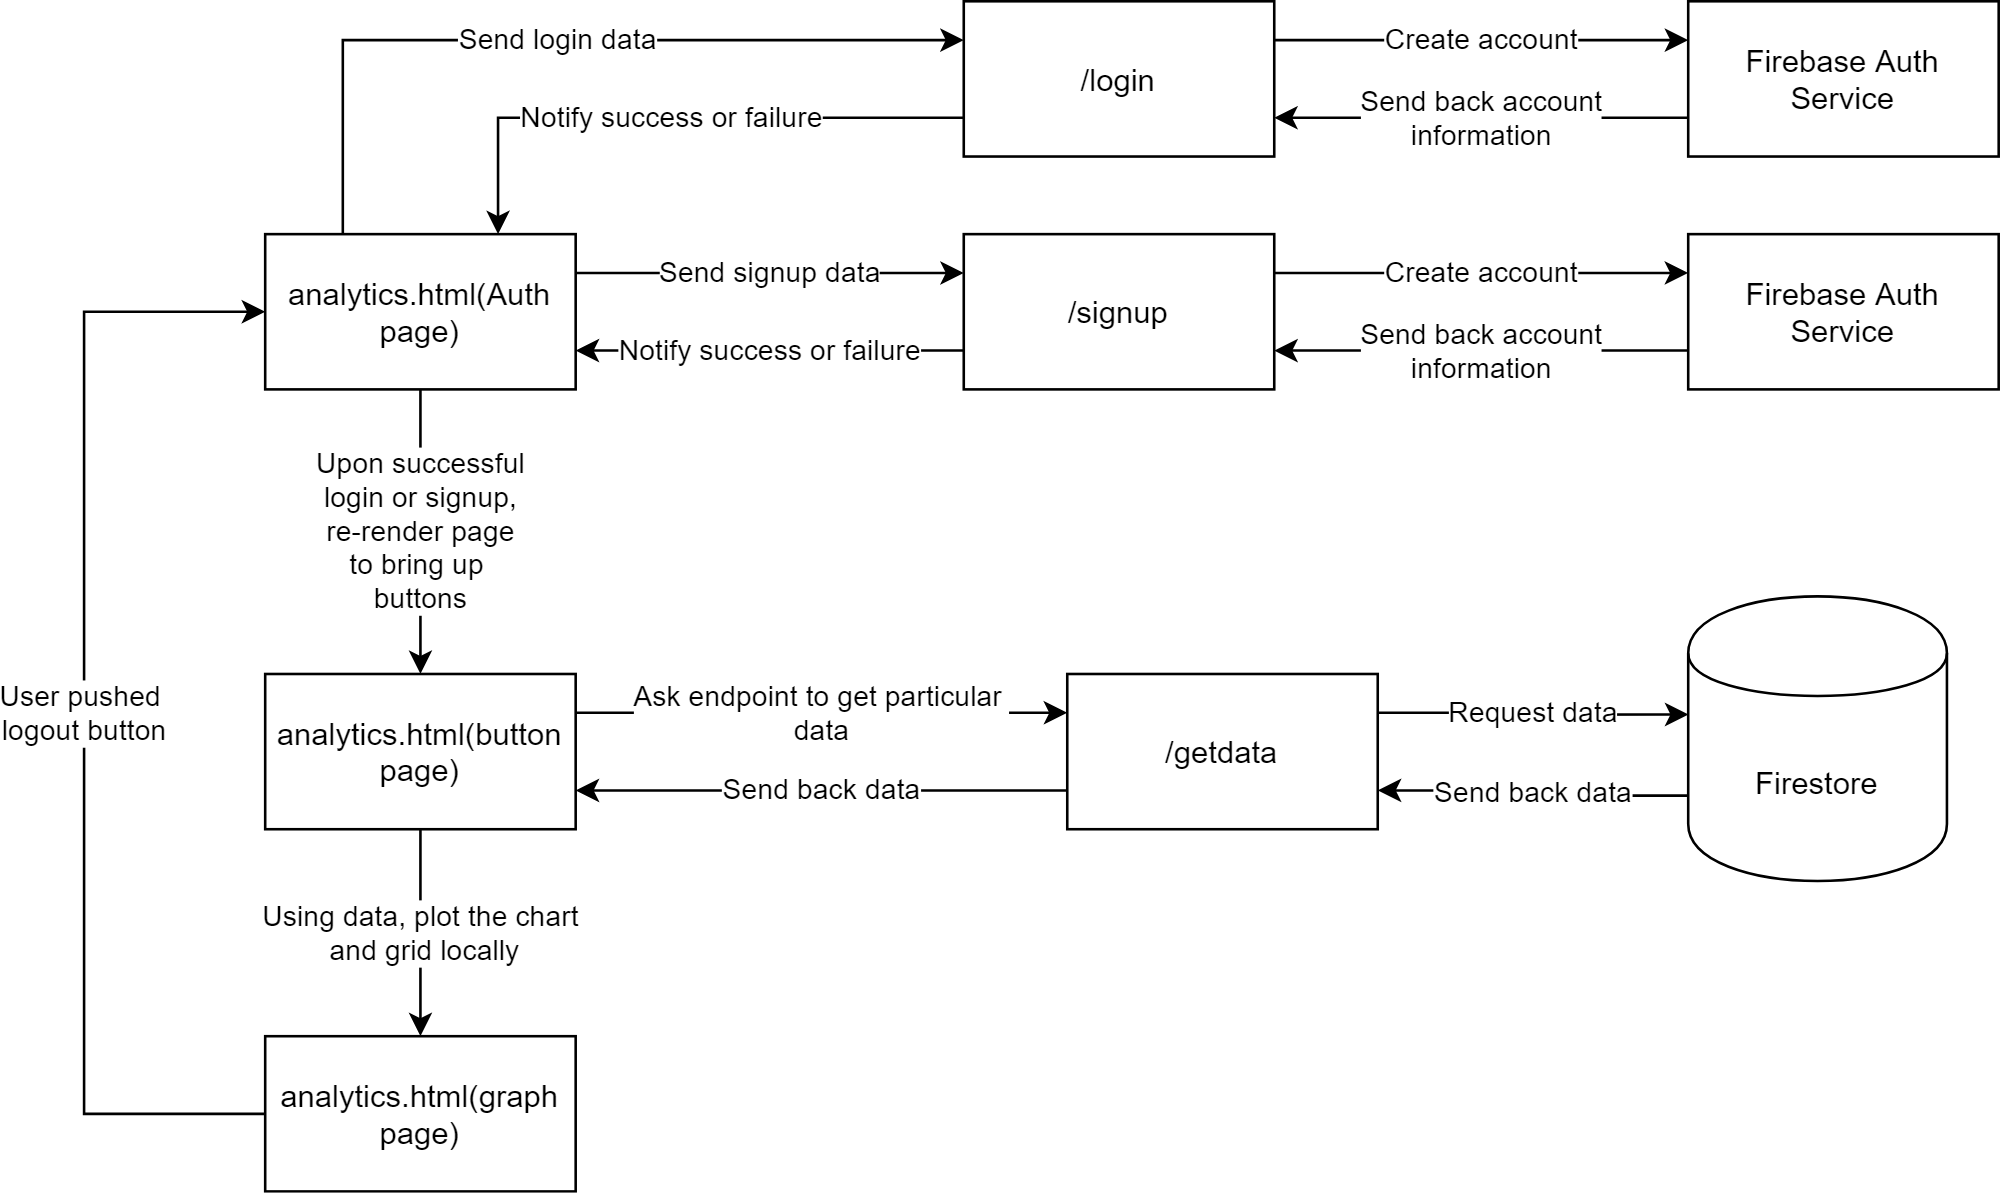 Send login data
/login
Create account
Firebase Auth
Service
Notify success or failure
Send back account
information
analytics.html(Auth
page)
Send signup data
/signup
Create account
Firebase Auth
Service
Notify success or failure
Send back account
information
Upon successful
login or signup,
re-render page
to bring up
buttons
User pushed
logout button
analytics.html(button
page)
Ask endpoint to get particular
data
/getdata
Request data
Firestore
Send back data
Send back data
Using data, plot the chart
and grid locally
analytics.html(graph
page)